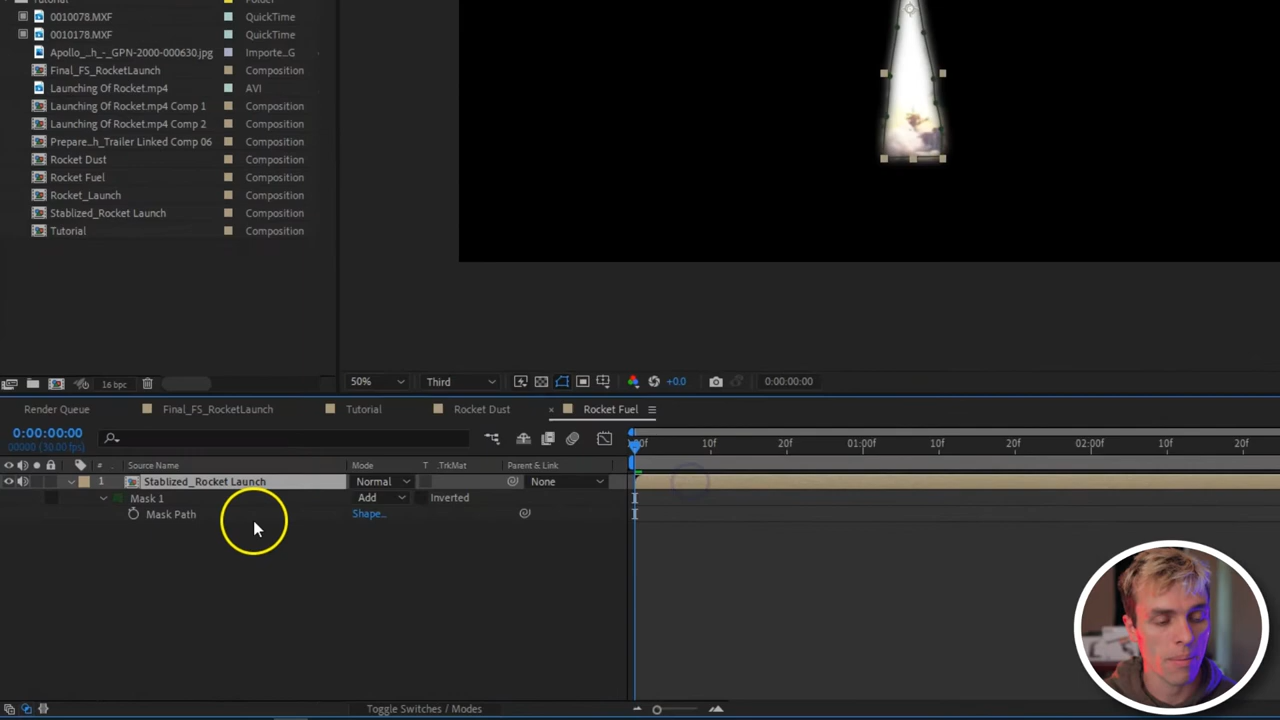 Tutorial Folder
0010078.MXF QuickTime
0010178.MXF QuickTime
Apollo_..h_-_GPN-2000-000630.jpg Importe...G
Final_FS_RocketLaunch Composition
Launching Of Rocket.mp4 AVI
Launching Of Rocket.mp4 Comp 1 Composition
Launching Of Rocket.mp4 Comp 2 Composition
Prepare..h_Trailer Linked Comp 06 Composition
Rocket Dust Composition
Rocket Fuel Composition
Rocket_Launch Composition
Stablized_Rocket Launch Composition
Tutorial Composition
16 bpc 50% Third +0.0 0:00:00:00
Render Queue Final_FS_RocketLaunch Tutorial Rocket Dust × Rocket Fuel
0:00:00:00
00000 (30.00 fps)
:00f 10f 20f 01:00f 10f 20f 02:00f 10f 20f
# Source Name Mode T .TrkMat Parent & Link
1 Stablized_Rocket Launch Normal None
Mask 1 Add Inverted
Mask Path Shape...
Toggle Switches / Modes